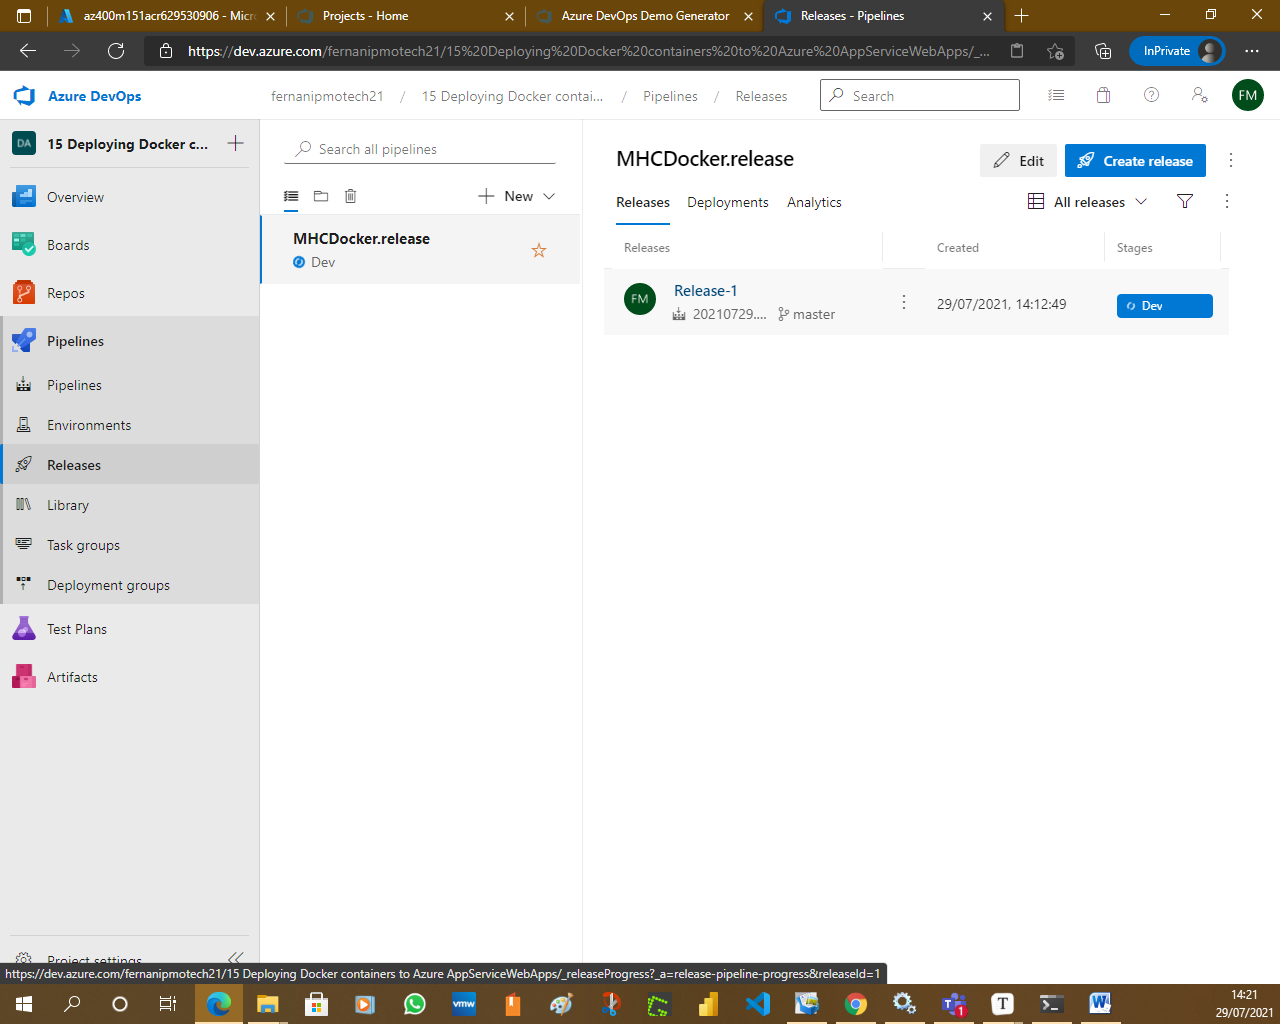 az400m151acr629530906 - Micro
Projects - Home
Azure DevOps Demo Generator
Releases - Pipelines
https://dev.azure.com/fernanipmotech21/15%20Deploying%20Docker%20containers%20to%20Azure%20AppServiceWebApps/_...
InPrivate
Azure DevOps
fernanipmotech21 / 15 Deploying Docker contai... / Pipelines / Releases
Search
FM
DA
15 Deploying Docker c...
Overview
Boards
Repos
Pipelines
Pipelines
Environments
Releases
Library
Task groups
Deployment groups
Test Plans
Artifacts
Project settings
Search all pipelines
New
MHCDocker.release
Dev
MHCDocker.release
Edit
Create release
Releases
Deployments
Analytics
All releases
Releases
Created
Stages
FM
Release-1
20210729....
master
29/07/2021, 14:12:49
Dev
https://dev.azure.com/fernanipmotech21/15 Deploying Docker containers to Azure AppServiceWebApps/_releaseProgress?_a=release-pipeline-progress&releaseId=1
vmw
1
T
W
14:21
29/07/2021